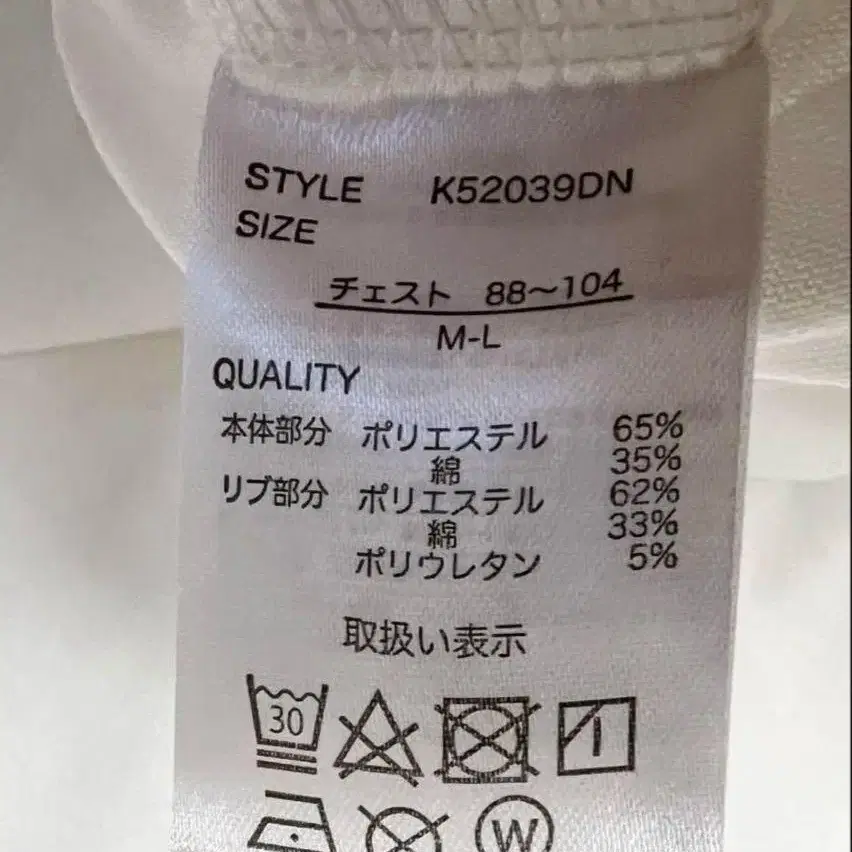 STYLE K52039DN
SIZE
チェスト 88～104
M-L
QUALITY
本体部分 ポリエステル 65%
綿 35%
リブ部分 ポリエステル 62%
綿 33%
ポリウレタン 5%
取扱い表示
30
W